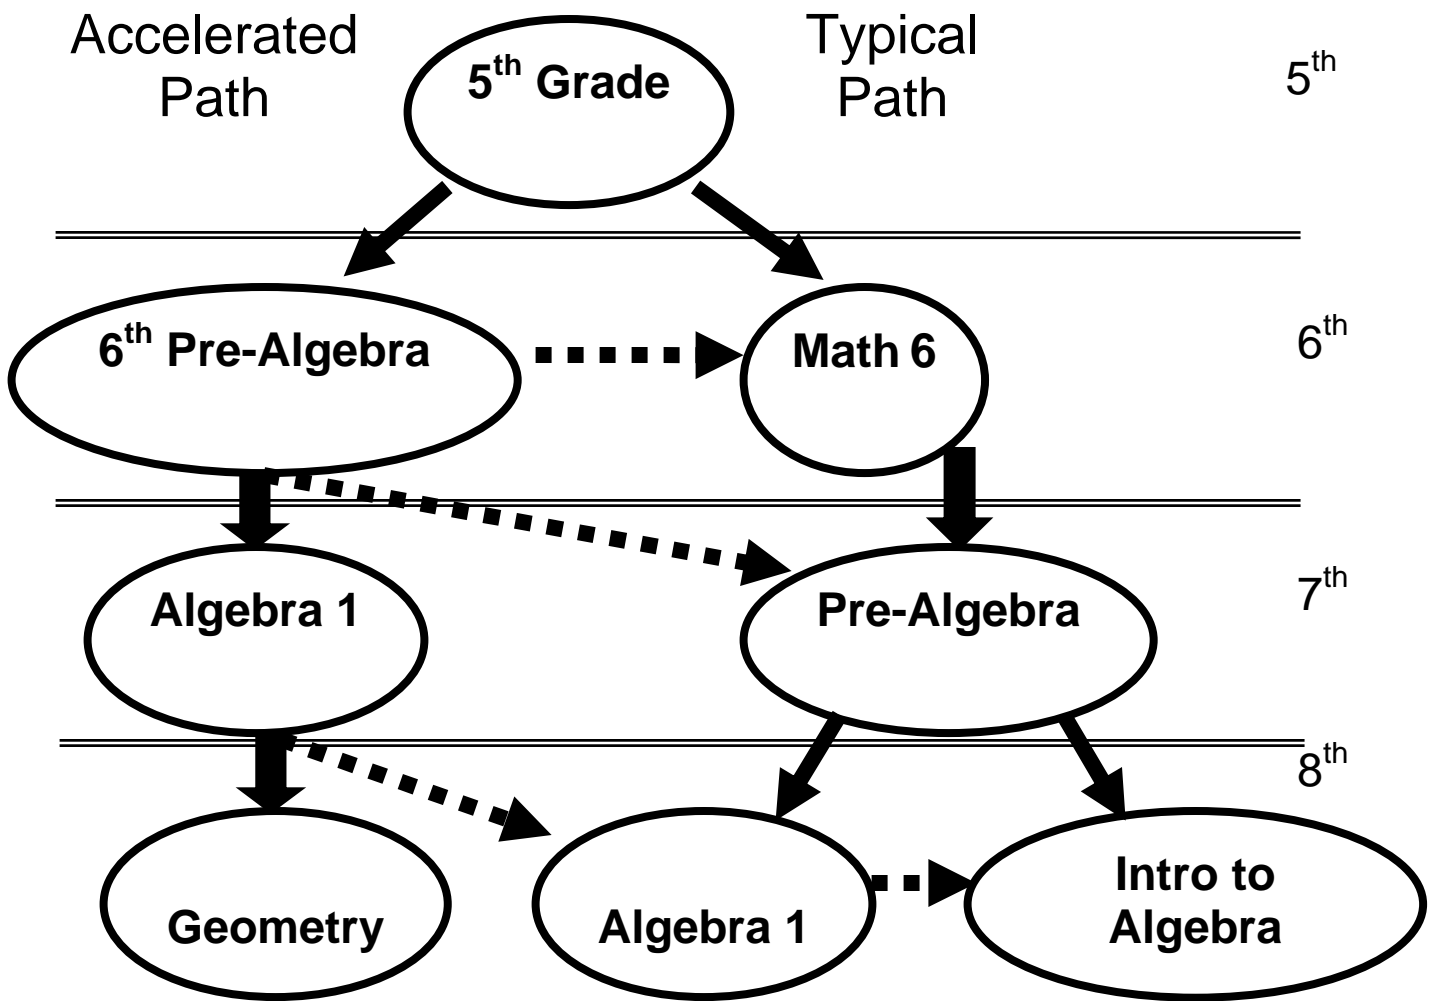 Accelerated
Path
5th Grade
Typical
Path
5th
6th Pre-Algebra
Math 6
6th
Algebra 1
Pre-Algebra
7th
8th
Geometry
Algebra 1
Intro to
Algebra